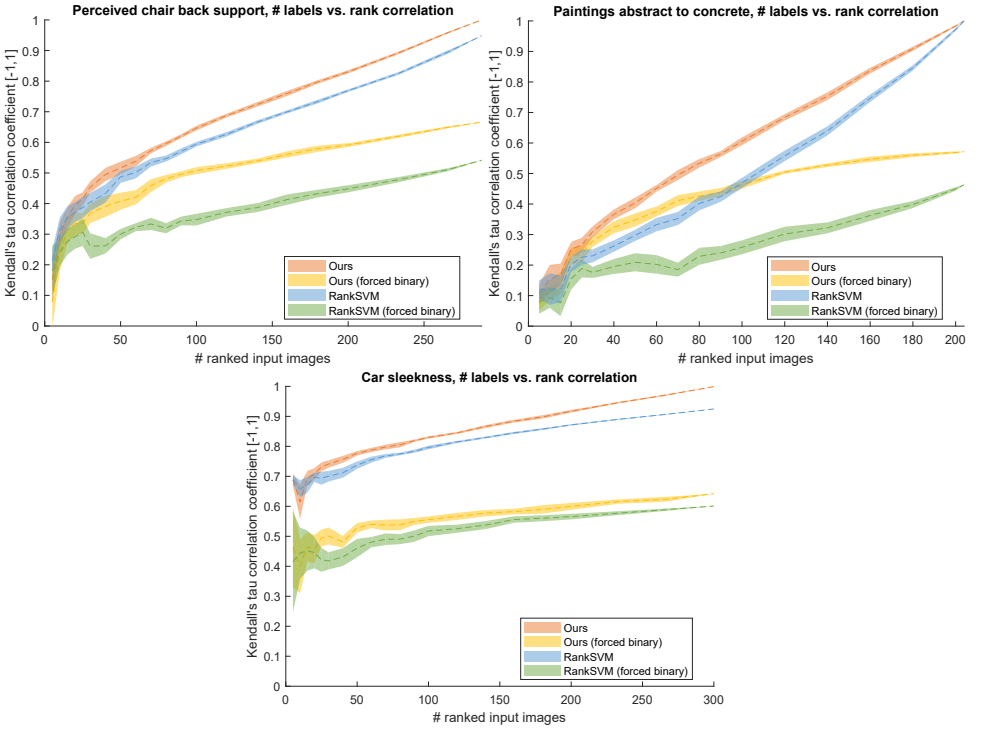 Perceived chair back support, # labels vs. rank correlation
Kendall's tau correlation coefficient [-1,1]
1
0.9
0.8
0.7
0.6
0.5
0.4
0.3
0.2
0.1
0
0 50 100 150 200 250
# ranked input images
Ours
Ours (forced binary)
RankSVM
RankSVM (forced binary)
Paintings abstract to concrete, # labels vs. rank correlation
Kendall's tau correlation coefficient [-1,1]
1
0.9
0.8
0.7
0.6
0.5
0.4
0.3
0.2
0.1
0
0 20 40 60 80 100 120 140 160 180 200
# ranked input images
Ours
Ours (forced binary)
RankSVM
RankSVM (forced binary)
Car sleekness, # labels vs. rank correlation
Kendall's tau correlation coefficient [-1,1]
1
0.9
0.8
0.7
0.6
0.5
0.4
0.3
0.2
0.1
0
0 50 100 150 200 250 300
# ranked input images
Ours
Ours (forced binary)
RankSVM
RankSVM (forced binary)